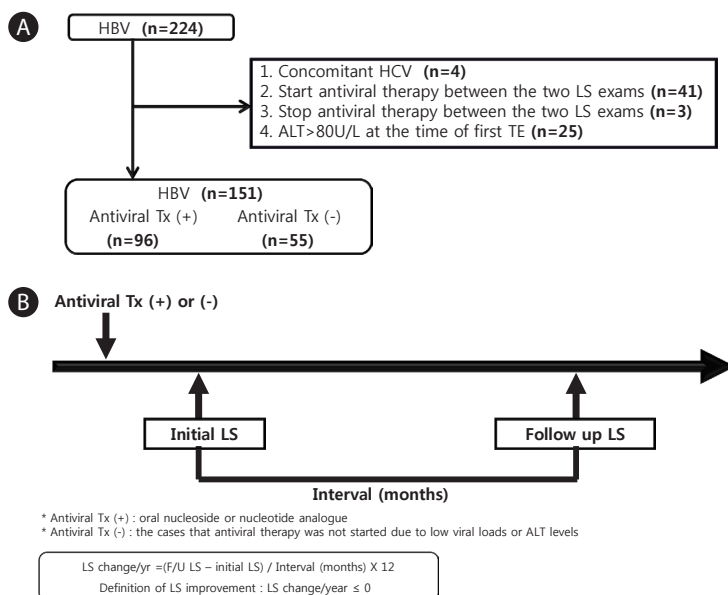 A
HBV (n=224)
1. Concomitant HCV (n=4)
2. Start antiviral therapy between the two LS exams (n=41)
3. Stop antiviral therapy between the two LS exams (n=3)
4. ALT>80U/L at the time of first TE (n=25)
HBV (n=151)
Antiviral Tx (+) Antiviral Tx (-)
(n=96) (n=55)
B
Antiviral Tx (+) or (-)
Initial LS Follow up LS
Interval (months)
* Antiviral Tx (+) : oral nucleoside or nucleotide analogue
* Antiviral Tx (-) : the cases that antiviral therapy was not started due to low viral loads or ALT levels
LS change/yr =(F/U LS – initial LS) / Interval (months) X 12
Definition of LS improvement : LS change/year ≤ 0